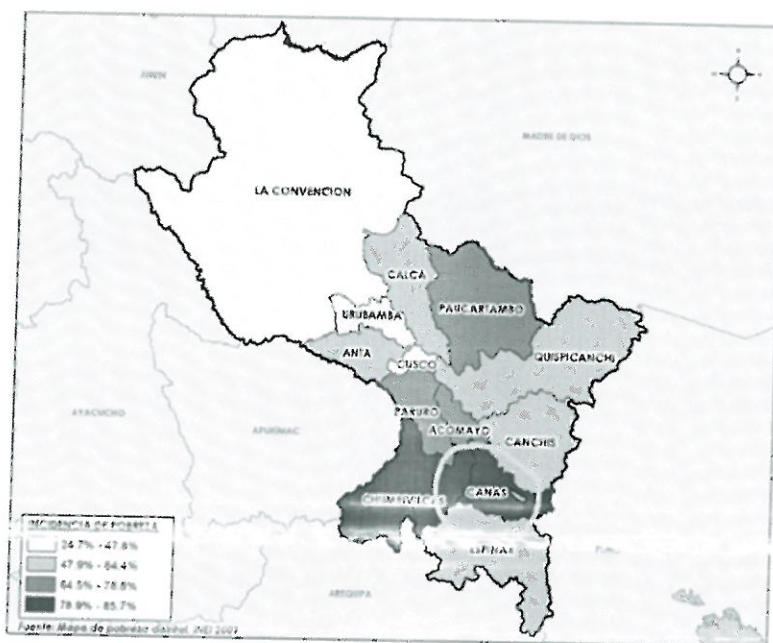 JUNIN
MADRE DE DIOS
LA CONVENCION
CALCA
PAUCARTAMBO
URUBAMBA
ANTA
CUSCO
QUISPICANCHI
AYACUCHO
APURIMAC
PARURO
ACOMAYO
CANCHIS
CHUMBIVILCAS
CANAS
ESPINAR
PUNO
AREQUIPA
INCIDENCIA DE POBREZA
24.7% - 47.8%
47.9% - 64.4%
64.5% - 78.8%
78.9% - 85.7%
Fuente: Mapa de pobreza distrital, INEI 2007